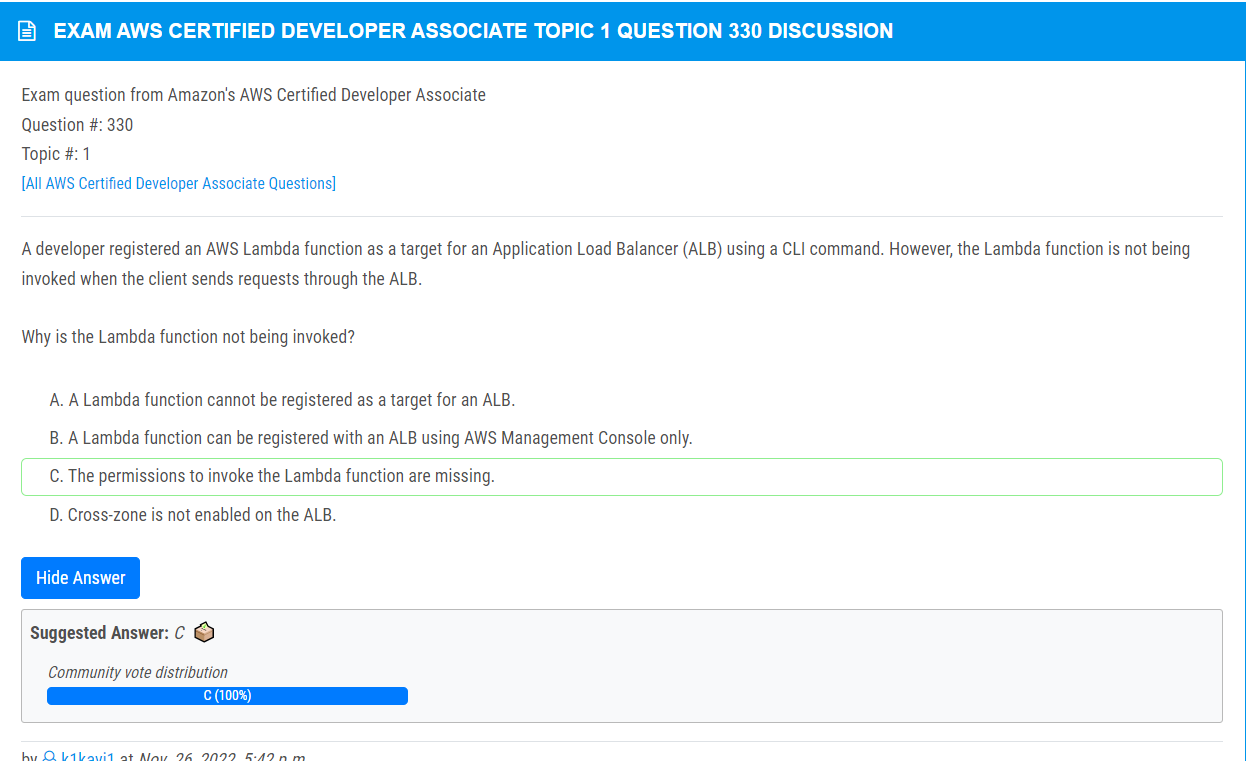 EXAM AWS CERTIFIED DEVELOPER ASSOCIATE TOPIC 1 QUESTION 330 DISCUSSION
Exam question from Amazon's AWS Certified Developer Associate
Question #: 330
Topic #: 1
[All AWS Certified Developer Associate Questions]
A developer registered an AWS Lambda function as a target for an Application Load Balancer (ALB) using a CLI command. However, the Lambda function is not being
invoked when the client sends requests through the ALB.
Why is the Lambda function not being invoked?
A. A Lambda function cannot be registered as a target for an ALB.
B. A Lambda function can be registered with an ALB using AWS Management Console only.
C. The permissions to invoke the Lambda function are missing.
D. Cross-zone is not enabled on the ALB.
Hide Answer
Suggested Answer: C
Community vote distribution
C (100%)
by k1kavi1 at Nov. 26, 2022, 5:42 p.m.